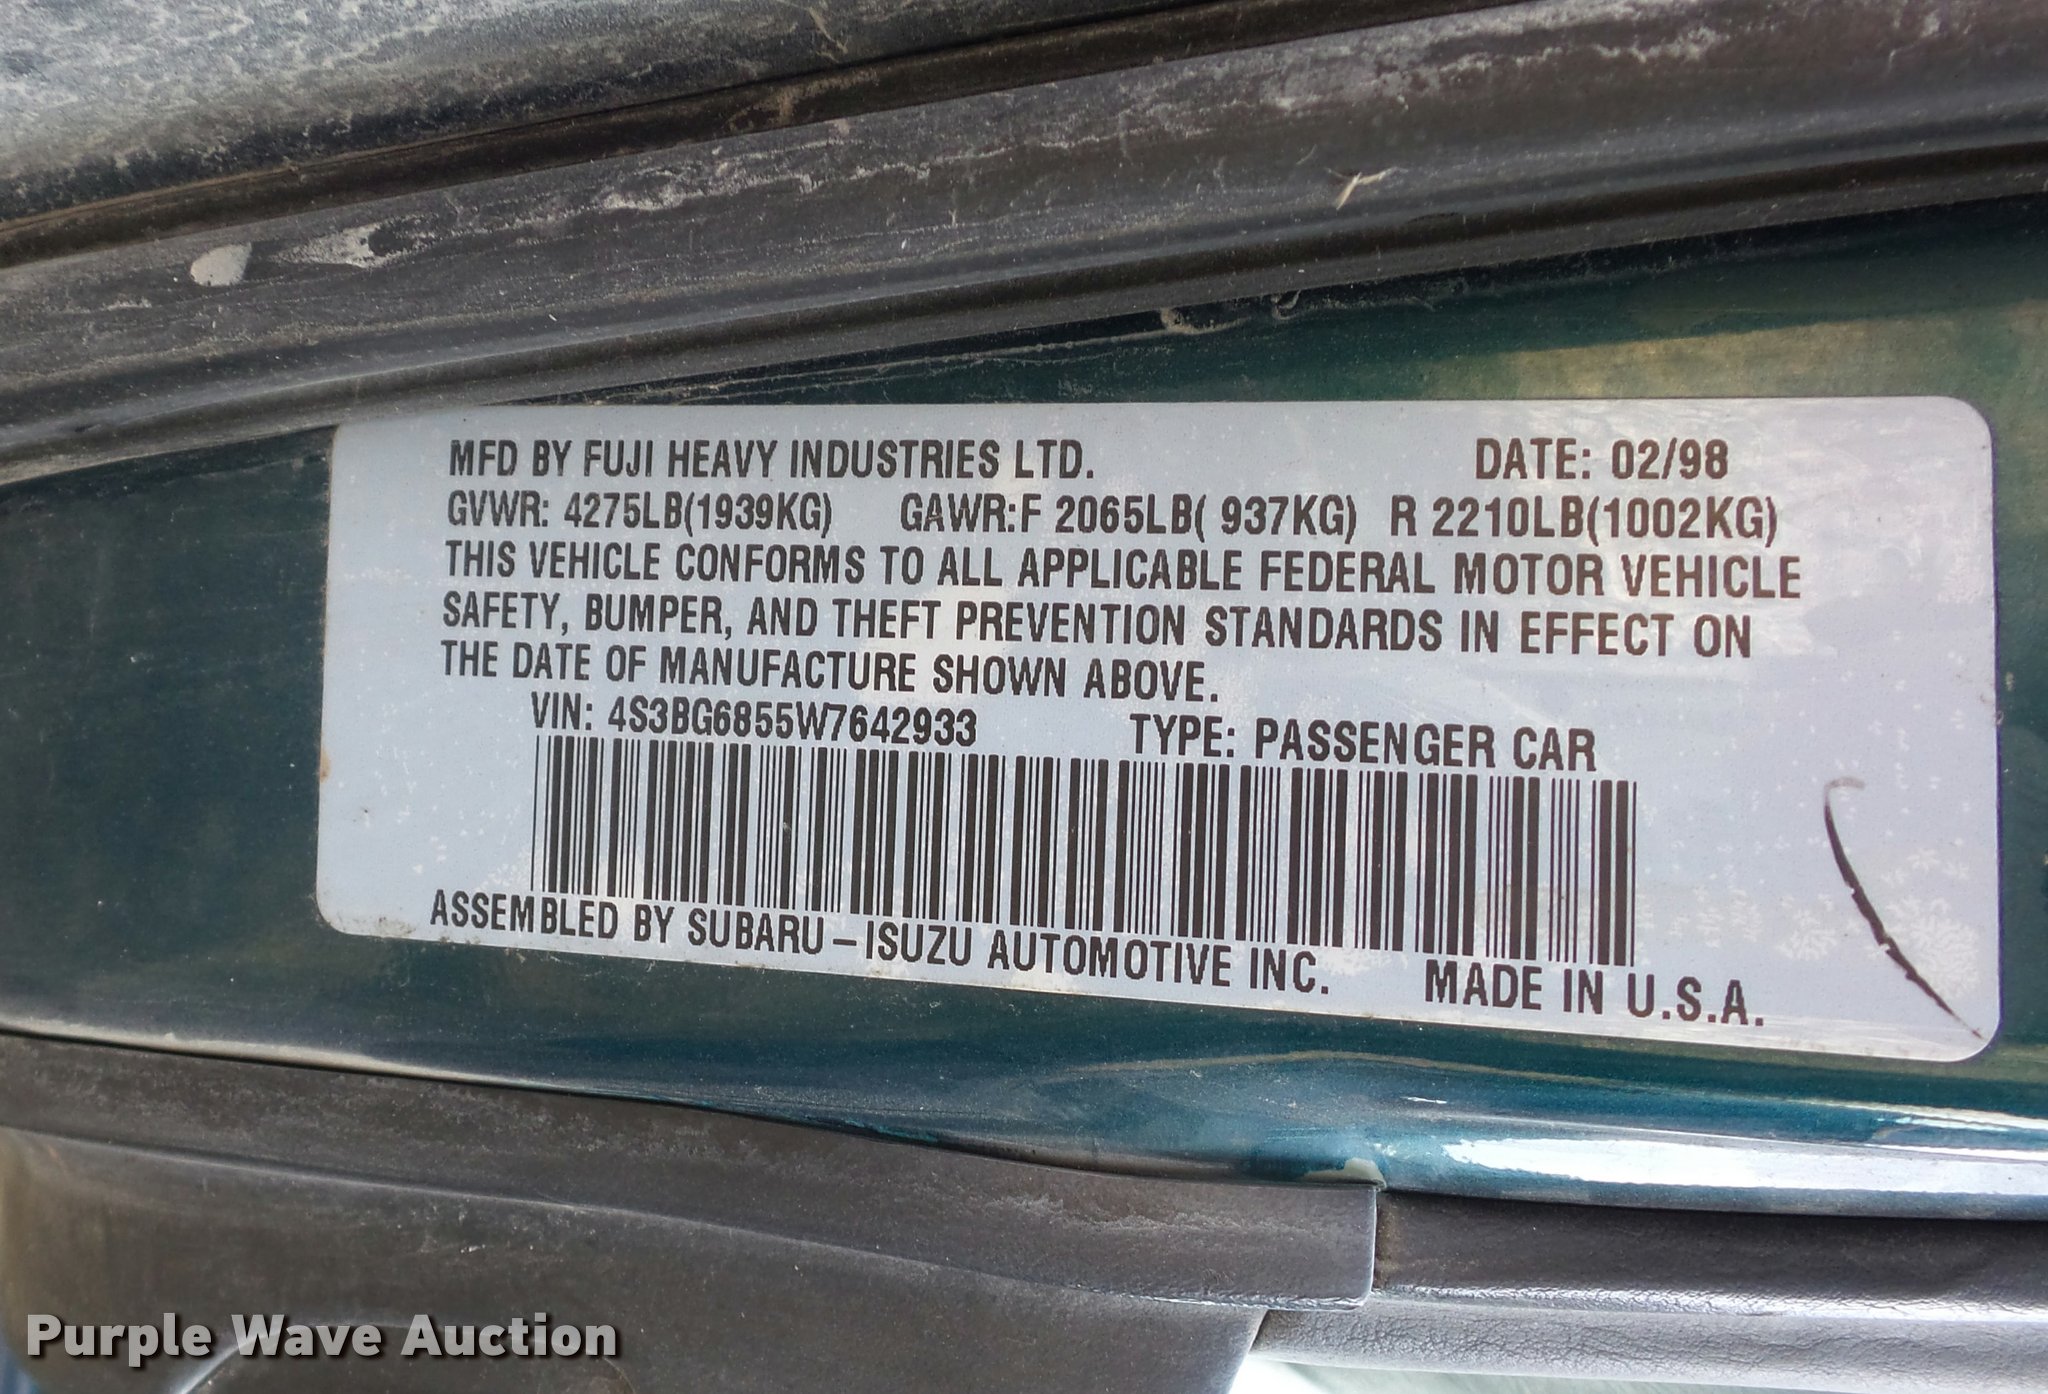 MFD BY FUJI HEAVY INDUSTRIES LTD. DATE: 02/98
GVWR: 4275LB(1939KG) GAWR:F 2065LB( 937KG) R 2210LB(1002KG)
THIS VEHICLE CONFORMS TO ALL APPLICABLE FEDERAL MOTOR VEHICLE
SAFETY, BUMPER, AND THEFT PREVENTION STANDARDS IN EFFECT ON
THE DATE OF MANUFACTURE SHOWN ABOVE.
VIN: 4S3BG6855W7642933 TYPE: PASSENGER CAR
ASSEMBLED BY SUBARU-ISUZU AUTOMOTIVE INC. MADE IN U.S.A.
Purple Wave Auction